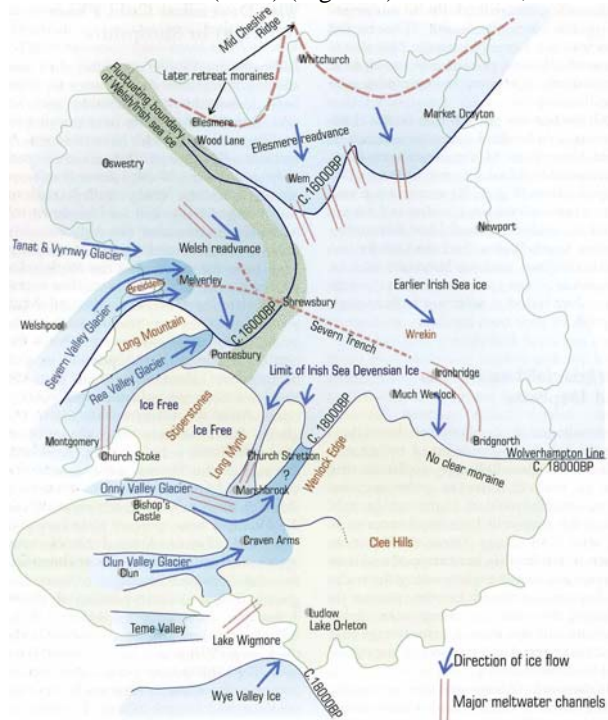 Mid Cheshire
Ridge
Whitchurch
Later retreat moraines
Fluctuating boundary
of Welsh/Irish sea ice
Ellesmere
Wood Lane
Ellesmere readvance
Market Drayton
Oswestry
Wem
C.16000BP
Newport
Tanat & Vyrnwy Glacier
Welsh readvance
Earlier Irish Sea ice
Breidden
Melverley
Shrewsbury
Severn Trench
Wrekin
Welshpool
Severn Valley Glacier
Long Mountain
C.16000BP
Pontesbury
Rea Valley Glacier
Limit of Irish Sea Devensian Ice
Ironbridge
Much Wenlock
Ice Free
Stiperstones
Ice Free
Long Mynd
C. 18000BP
Montgomery
Church Stoke
Church Stretton
Wenlock Edge
Bridgnorth
Wolverhampton Line
C. 18000BP
No clear moraine
?
Marshbrook
Onny Valley Glacier
Bishop's
Castle
Craven Arms
Clee Hills
Clun Valley Glacier
Clun
Teme Valley
Ludlow
Lake Orleton
Lake Wigmore
Wye Valley Ice
C.18000BP
Direction of ice flow
Major meltwater channels